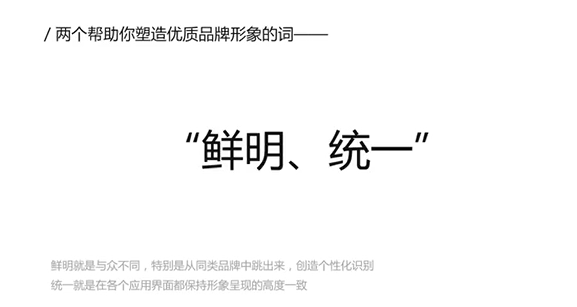 / 两个帮助你塑造优质品牌形象的词——
“鲜明、统一”
鲜明就是与众不同，特别是从同类品牌中跳出来，创造个性化识别
统一就是在各个应用界面都保持形象呈现的高度一致